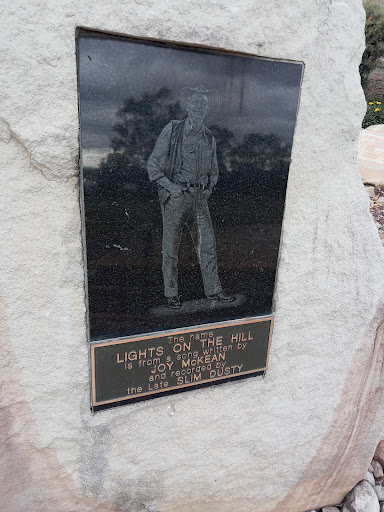 The name
LIGHTS ON THE HILL
is from a song written by
JOY McKEAN
and recorded by
the Late SLIM DUSTY